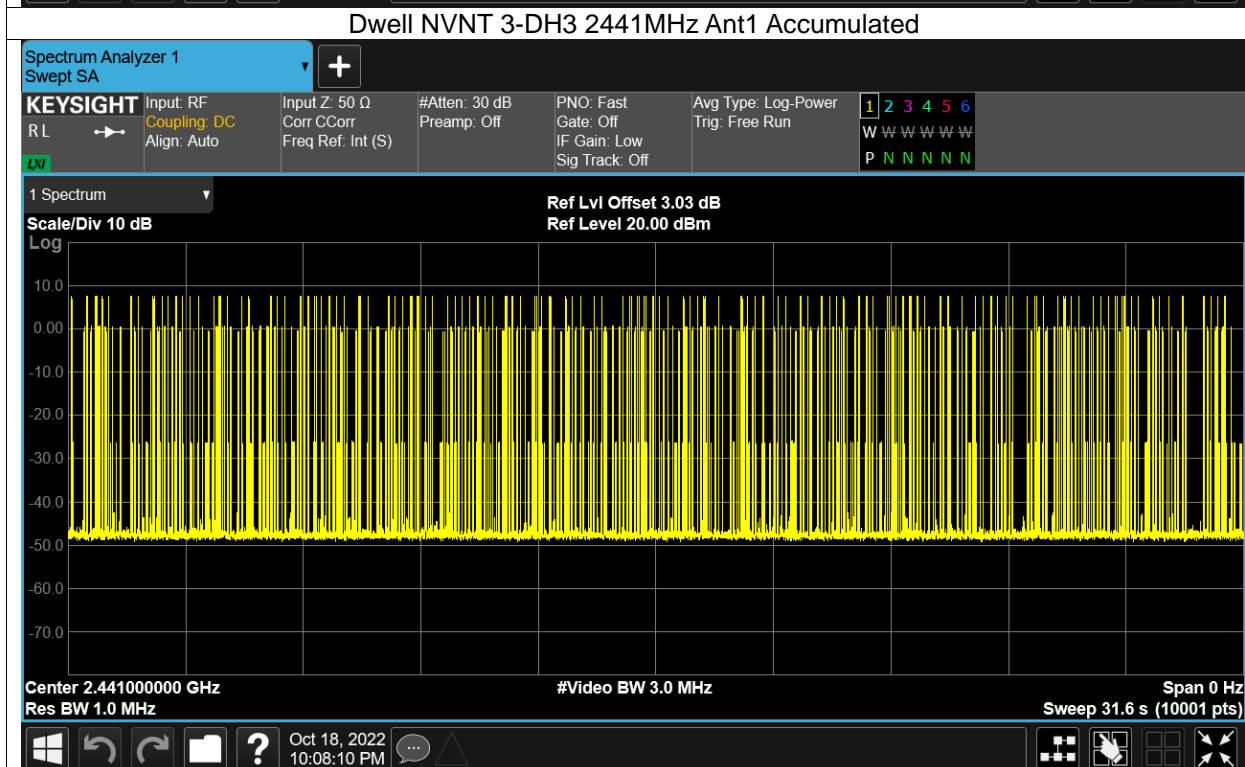 Dwell NVNT 3-DH3 2441MHz Ant1 Accumulated
Spectrum Analyzer 1
Swept SA
KEYSIGHT
R L
LXI
Input: RF
Coupling: DC
Align: Auto
Input Z: 50 Ω
Corr CCorr
Freq Ref: Int (S)
#Atten: 30 dB
Preamp: Off
PNO: Fast
Gate: Off
IF Gain: Low
Sig Track: Off
Avg Type: Log-Power
Trig: Free Run
1 2 3 4 5 6
W W W W W W
P N N N N N
1 Spectrum
Scale/Div 10 dB
Ref Lvl Offset 3.03 dB
Ref Level 20.00 dBm
Log
10.0
0.00
-10.0
-20.0
-30.0
-40.0
-50.0
-60.0
-70.0
Center 2.441000000 GHz
#Video BW 3.0 MHz
Span 0 Hz
Res BW 1.0 MHz
Sweep 31.6 s (10001 pts)
?
Oct 18, 2022
10:08:10 PM